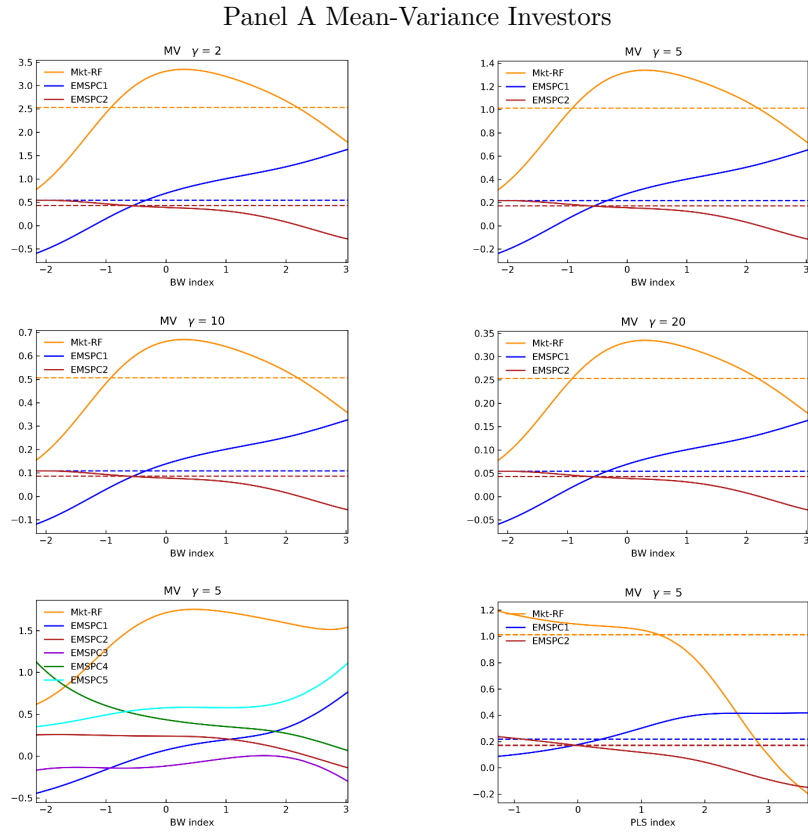 Panel A Mean-Variance Investors
MV γ = 2
3.5
3.0
2.5
2.0
1.5
1.0
0.5
0.0
−0.5
Mkt-RF
EMSPC1
EMSPC2
−2 −1 0 1 2 3
BW index
MV γ = 5
1.4
1.2
1.0
0.8
0.6
0.4
0.2
0.0
−0.2
Mkt-RF
EMSPC1
EMSPC2
−2 −1 0 1 2 3
BW index
MV γ = 10
0.7
0.6
0.5
0.4
0.3
0.2
0.1
0.0
−0.1
Mkt-RF
EMSPC1
EMSPC2
−2 −1 0 1 2 3
BW index
MV γ = 20
0.35
0.30
0.25
0.20
0.15
0.10
0.05
0.00
−0.05
Mkt-RF
EMSPC1
EMSPC2
−2 −1 0 1 2 3
BW index
MV γ = 5
1.5
1.0
0.5
0.0
−0.5
Mkt-RF
EMSPC1
EMSPC2
EMSPC3
EMSPC4
EMSPC5
−2 −1 0 1 2 3
BW index
MV γ = 5
1.2
1.0
0.8
0.6
0.4
0.2
0.0
−0.2
Mkt-RF
EMSPC1
EMSPC2
−1 0 1 2 3
PLS index